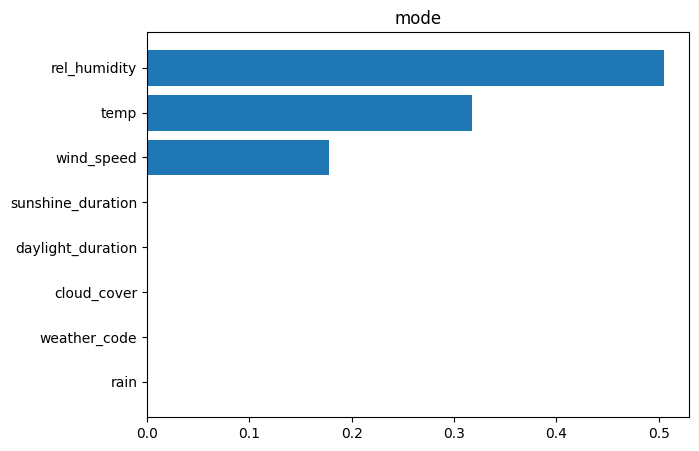 mode
rel_humidity
temp
wind_speed
sunshine_duration
daylight_duration
cloud_cover
weather_code
rain
0.0 0.1 0.2 0.3 0.4 0.5